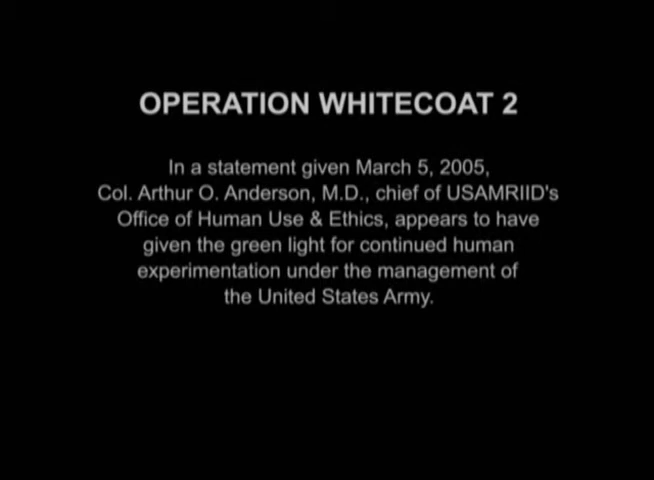 OPERATION WHITECOAT 2
In a statement given March 5, 2005,
Col. Arthur O. Anderson, M.D., chief of USAMRIID's
Office of Human Use & Ethics, appears to have
given the green light for continued human
experimentation under the management of
the United States Army.